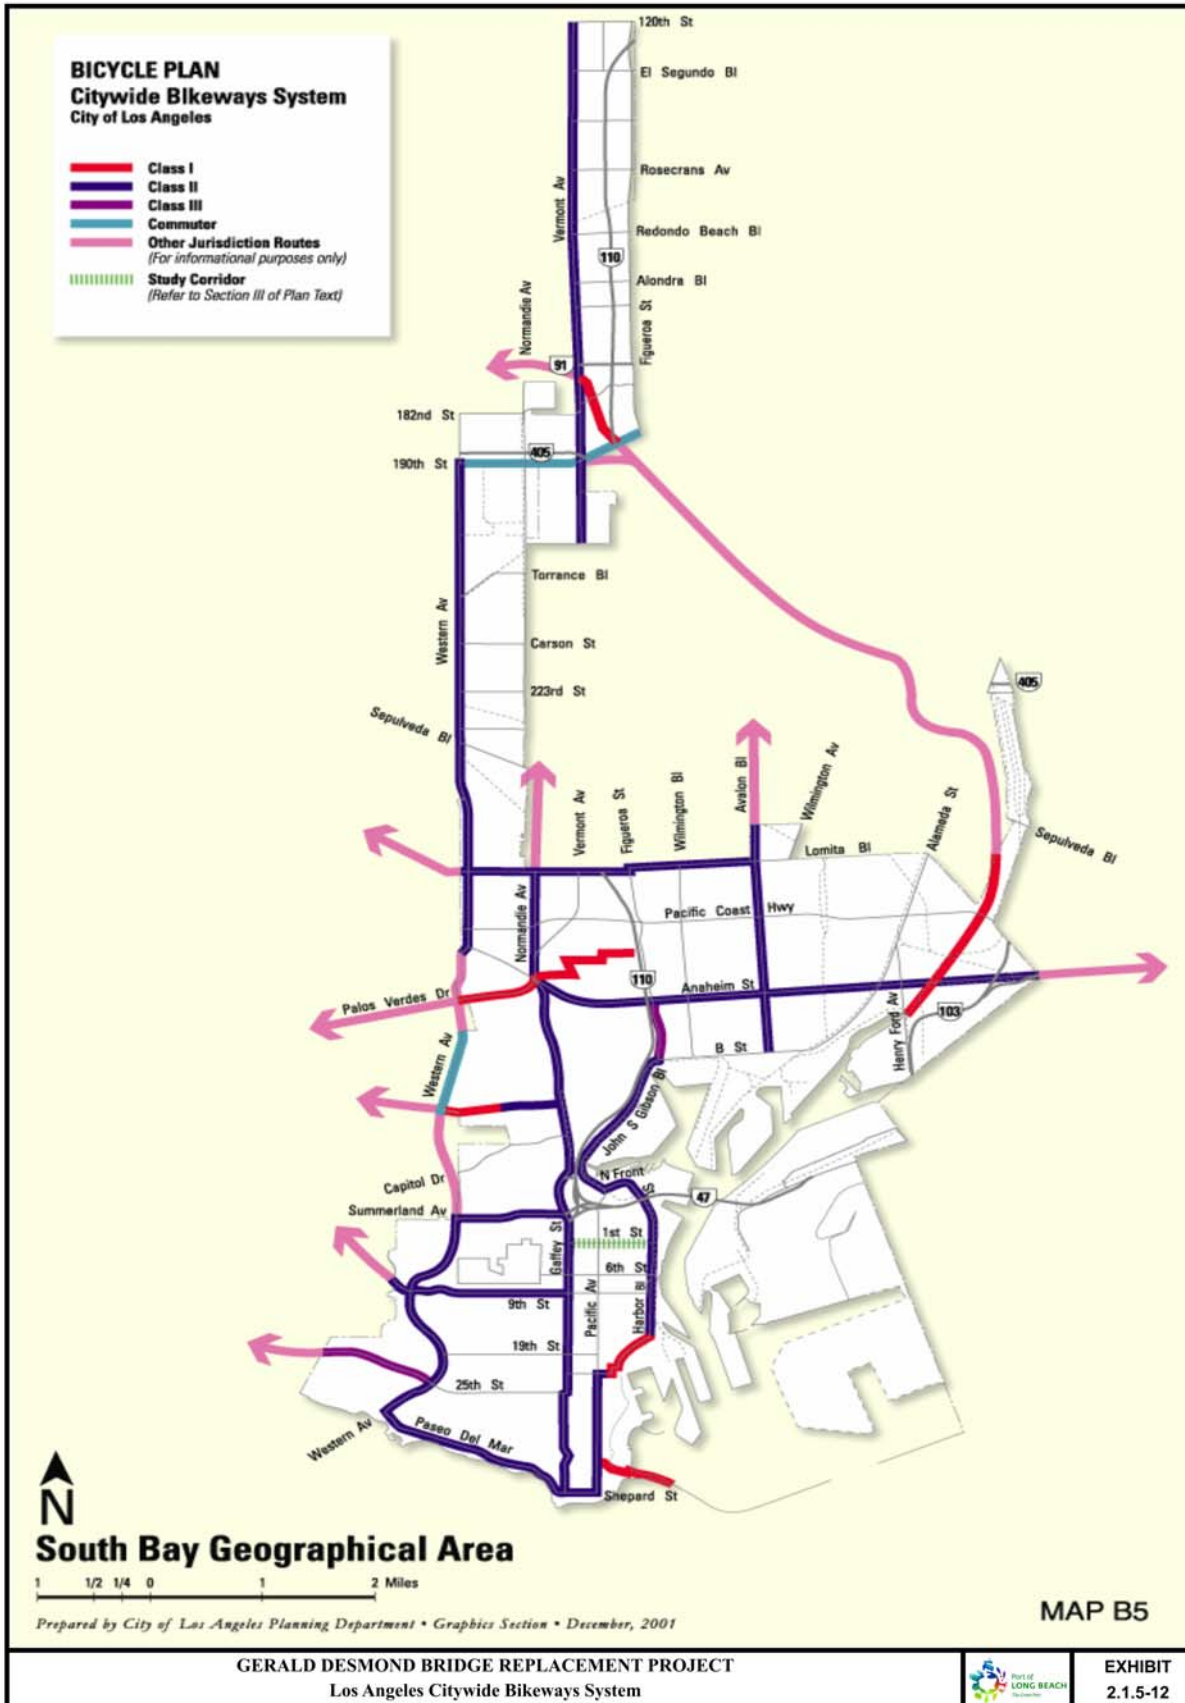 BICYCLE PLAN
Citywide BIkeways System
City of Los Angeles
Class I
Class II
Class III
Commuter
Other Jurisdiction Routes
(For informational purposes only)
Study Corridor
(Refer to Section III of Plan Text)
120th St
El Segundo Bl
Rosecrans Av
Vermont Av
Redondo Beach Bl
110
Alondra Bl
Normandie Av
Figueroa St
91
182nd St
405
190th St
Torrance Bl
Western Av
Carson St
405
223rd St
Sepulveda Bl
Vermont Av
Figueroa St
Wilmington Bl
Avalon Bl
Wilmington Av
Alameda St
Sepulveda Bl
Lomita Bl
Normandie Av
Pacific Coast Hwy
110
Anaheim St
Palos Verdes Dr
103
Henry Ford Av
B St
Western Av
John S Gibson Bl
N Front St
Capitol Dr
47
Summerland Av
Gaffey St
1st St
6th St
Pacific Av
Harbor Bl
9th St
19th St
25th St
Western Av
Paseo Del Mar
Shepard St
N
South Bay Geographical Area
1 1/2 1/4 0 1 2 Miles
Prepared by City of Los Angeles Planning Department • Graphics Section • December, 2001
MAP B5
GERALD DESMOND BRIDGE REPLACEMENT PROJECT
Los Angeles Citywide Bikeways System
Port of
LONG BEACH
EXHIBIT
2.1.5-12